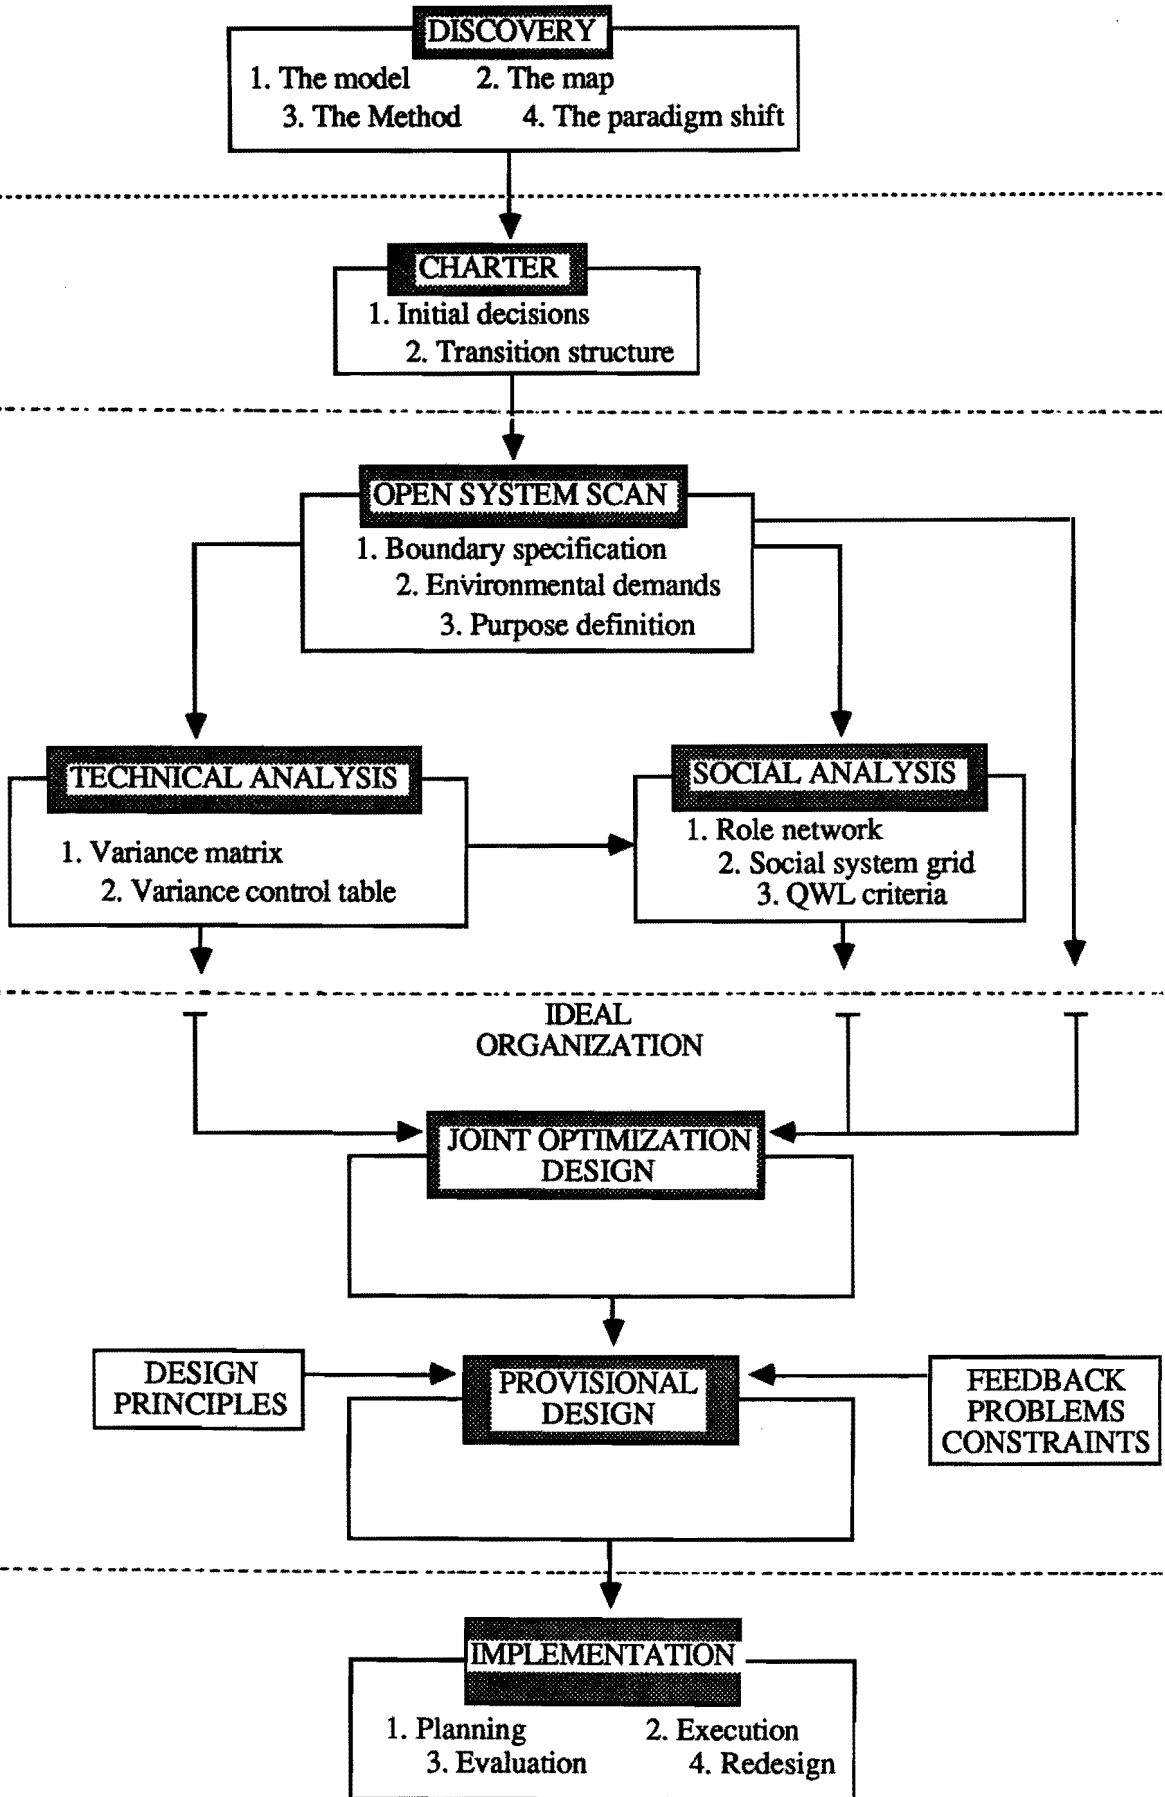 DISCOVERY
1. The model 2. The map
3. The Method 4. The paradigm shift
CHARTER
1. Initial decisions
2. Transition structure
OPEN SYSTEM SCAN
1. Boundary specification
2. Environmental demands
3. Purpose definition
TECHNICAL ANALYSIS
1. Variance matrix
2. Variance control table
SOCIAL ANALYSIS
1. Role network
2. Social system grid
3. QWL criteria
IDEAL
ORGANIZATION
JOINT OPTIMIZATION
DESIGN
DESIGN
PRINCIPLES
PROVISIONAL
DESIGN
FEEDBACK
PROBLEMS
CONSTRAINTS
IMPLEMENTATION
1. Planning 2. Execution
3. Evaluation 4. Redesign